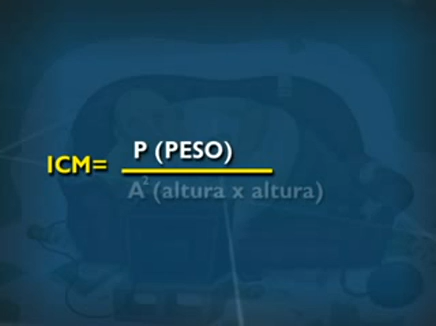 P (PESO)
ICM=
A² (altura x altura)